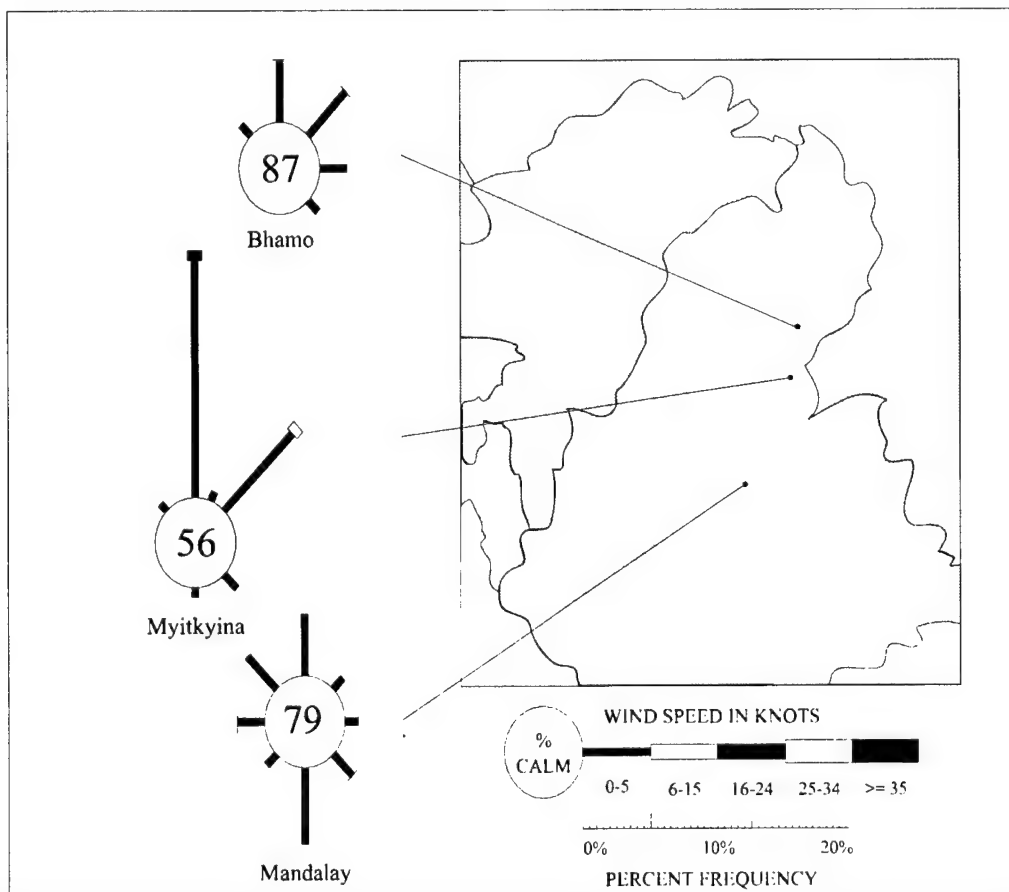 87
Bhamo
56
Myitkyina
79
Mandalay
WIND SPEED IN KNOTS
%
CALM
0-5 6-15 16-24 25-34 >= 35
0% 10% 20%
PERCENT FREQUENCY